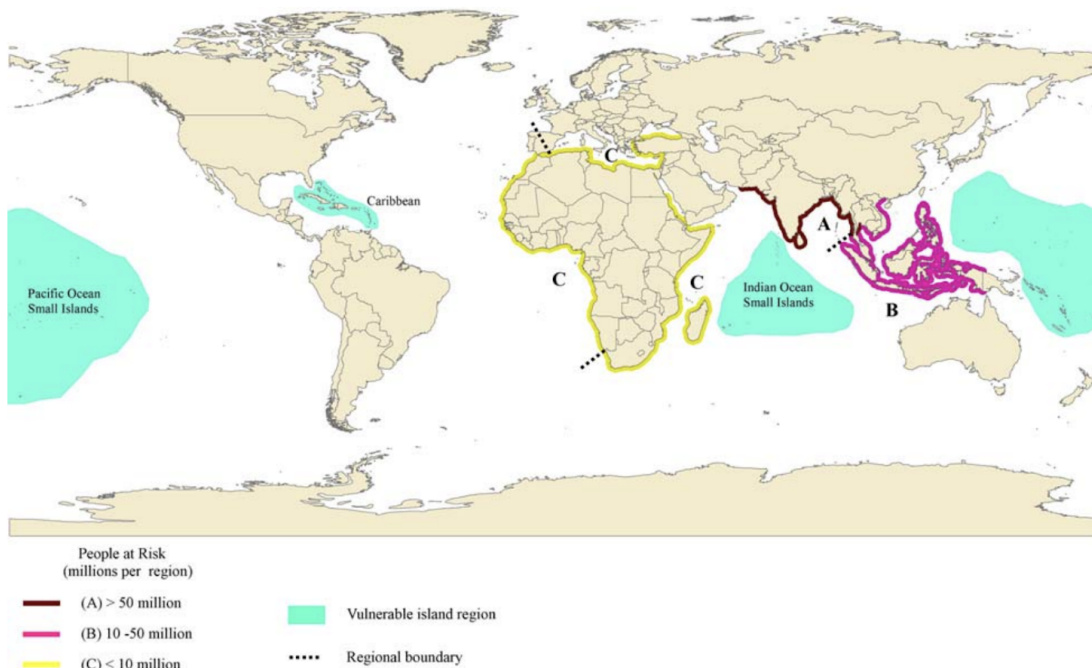 Caribbean
C
A
Pacific Ocean
Small Islands
C
C
Indian Ocean
Small Islands
B
People at Risk
(millions per region)
(A) > 50 million
(B) 10 -50 million
(C) < 10 million
Vulnerable island region
Regional boundary